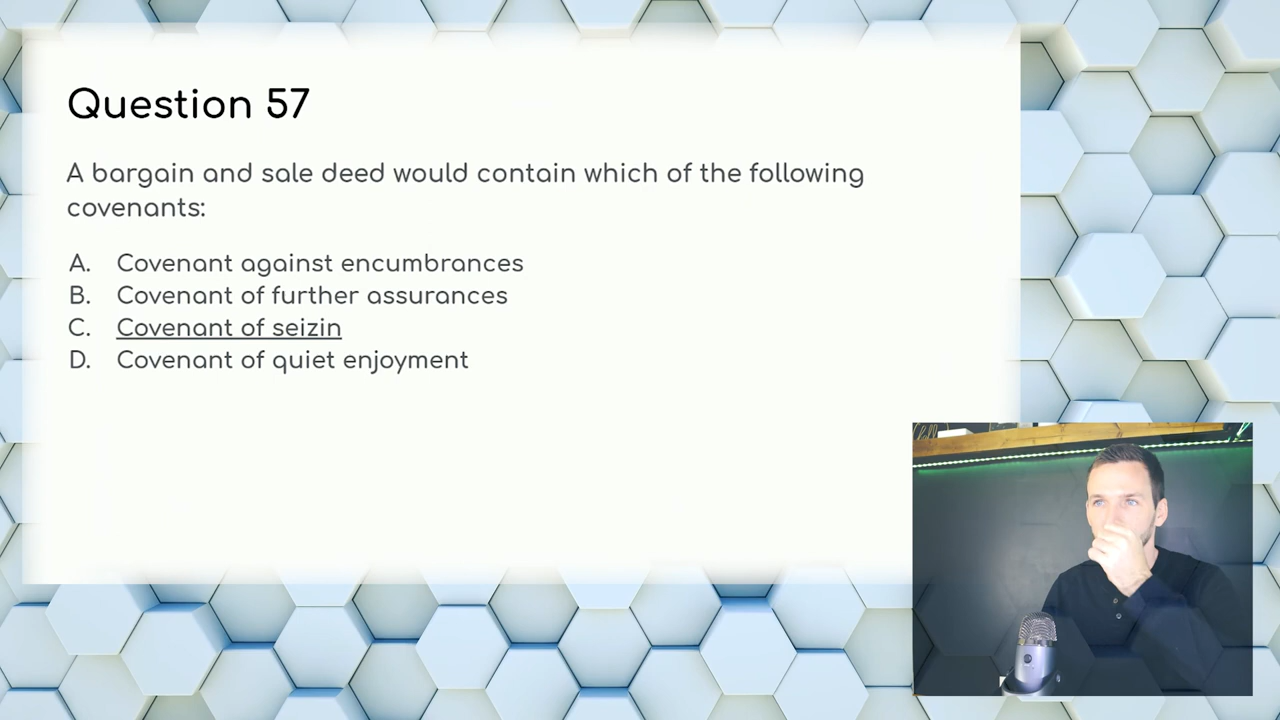 Question 57
A bargain and sale deed would contain which of the following
covenants:
A. Covenant against encumbrances
B. Covenant of further assurances
C. Covenant of seizin
D. Covenant of quiet enjoyment